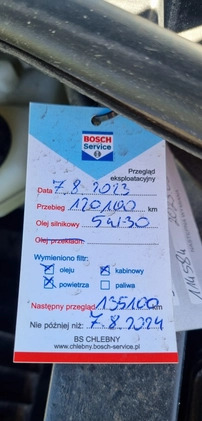 BOSCH
Service
Przegląd
eksploatacyjny
Data 7.8.2023
Przebieg 120100 km
Olej silnikowy 5W-30
Olej przekładn.
Wymieniono filtr:
oleju kabinowy
powietrza paliwa
Następny przegląd 135100 km
Nie później niż: 7.8.2024
BS CHLEBNY
www.chlebny.bosch-service.pl